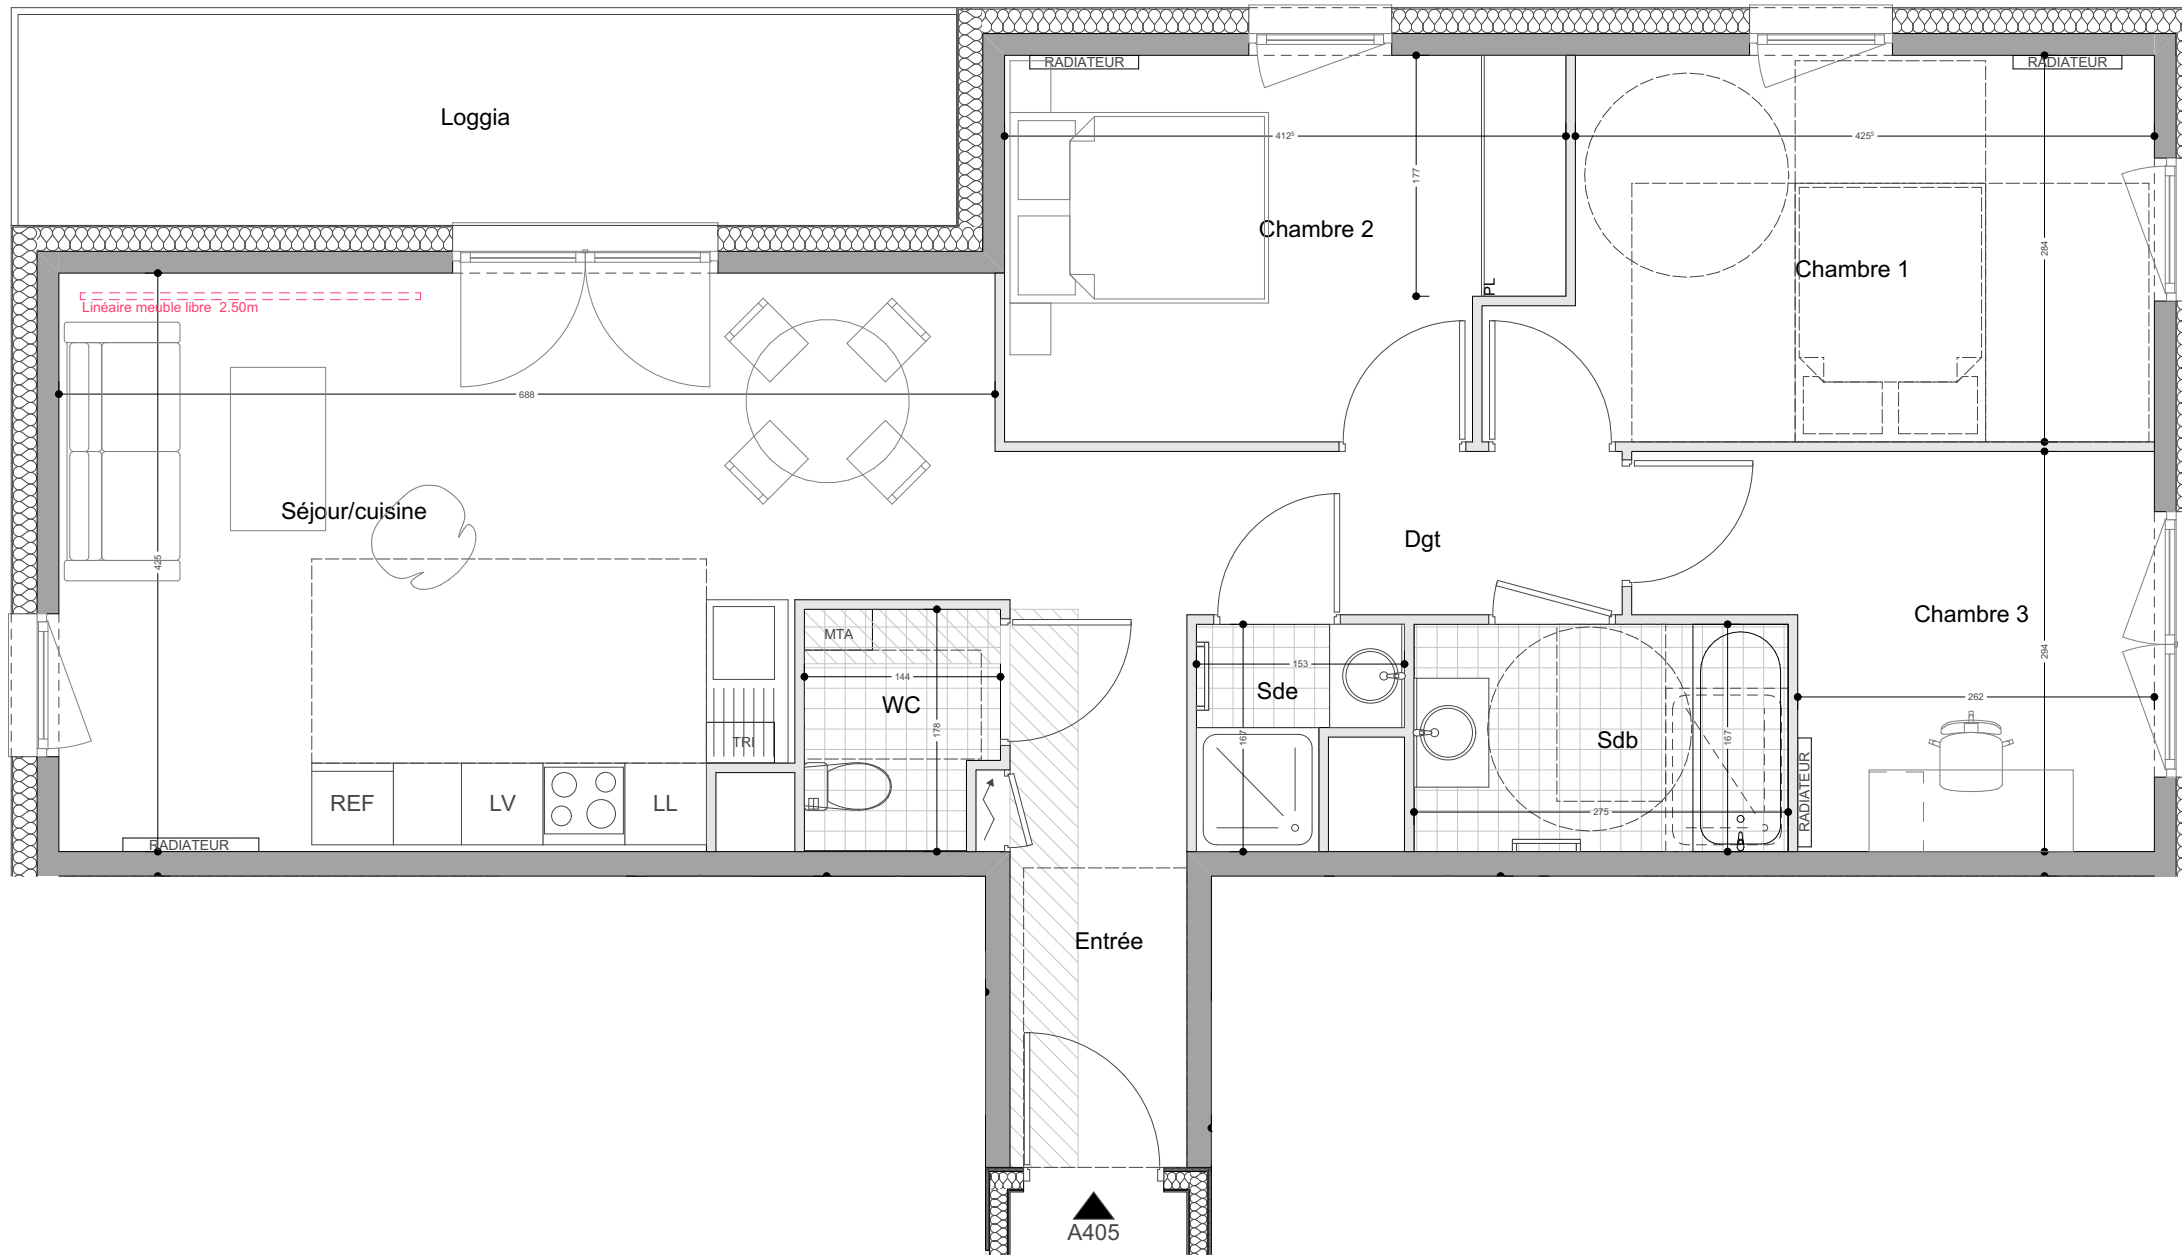 RADIATEUR
RADIATEUR
Loggia
412⁵
425⁵
177
Chambre 2
284
Chambre 1
PL
Linéaire meuble libre 2.50m
688
Séjour/cuisine
425
Dgt
Chambre 3
MTA
144
WC
178
153
Sde
167
Sdb
167
294
262
TRI
REF
LV
LL
275
RADIATEUR
RADIATEUR
Entrée
A405